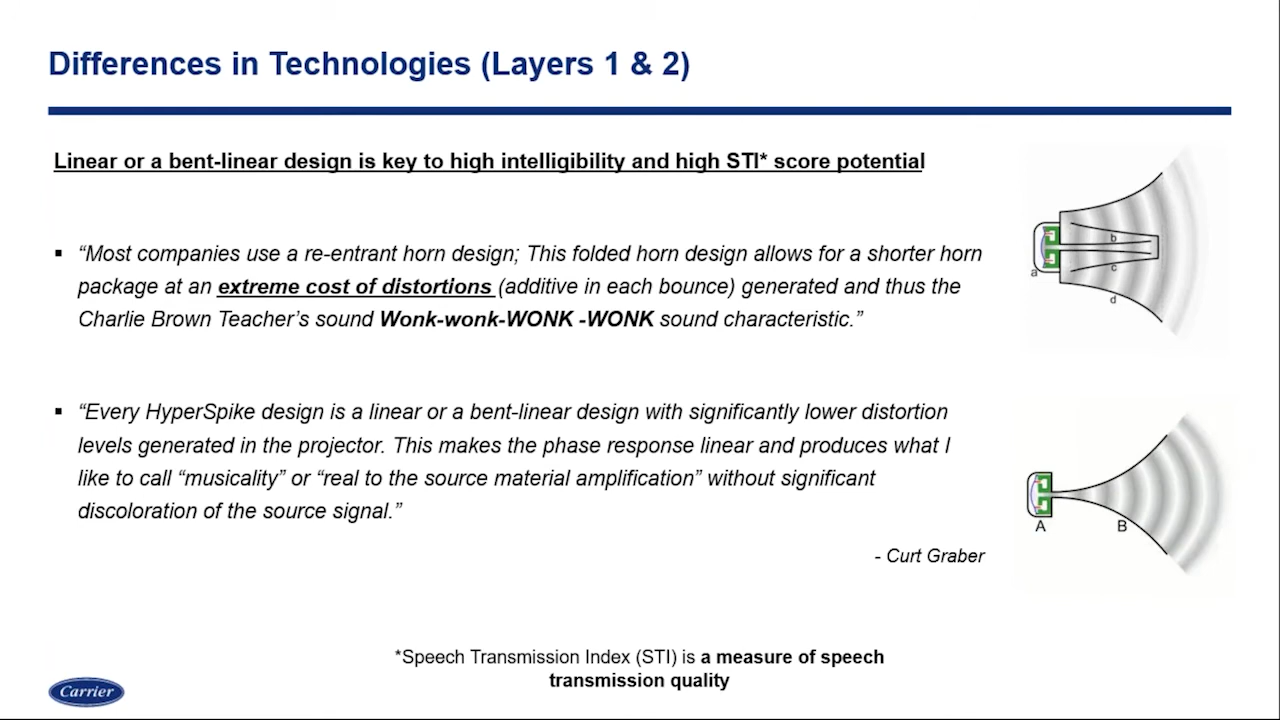 Differences in Technologies (Layers 1 & 2)
Linear or a bent-linear design is key to high intelligibility and high STI* score potential
▪ “Most companies use a re-entrant horn design; This folded horn design allows for a shorter horn
package at an extreme cost of distortions (additive in each bounce) generated and thus the
Charlie Brown Teacher’s sound Wonk-wonk-WONK -WONK sound characteristic.”
a
b
c
d
▪ “Every HyperSpike design is a linear or a bent-linear design with significantly lower distortion
levels generated in the projector. This makes the phase response linear and produces what I
like to call “musicality” or “real to the source material amplification” without significant
discoloration of the source signal.”
- Curt Graber
A
B
*Speech Transmission Index (STI) is a measure of speech
transmission quality
Carrier